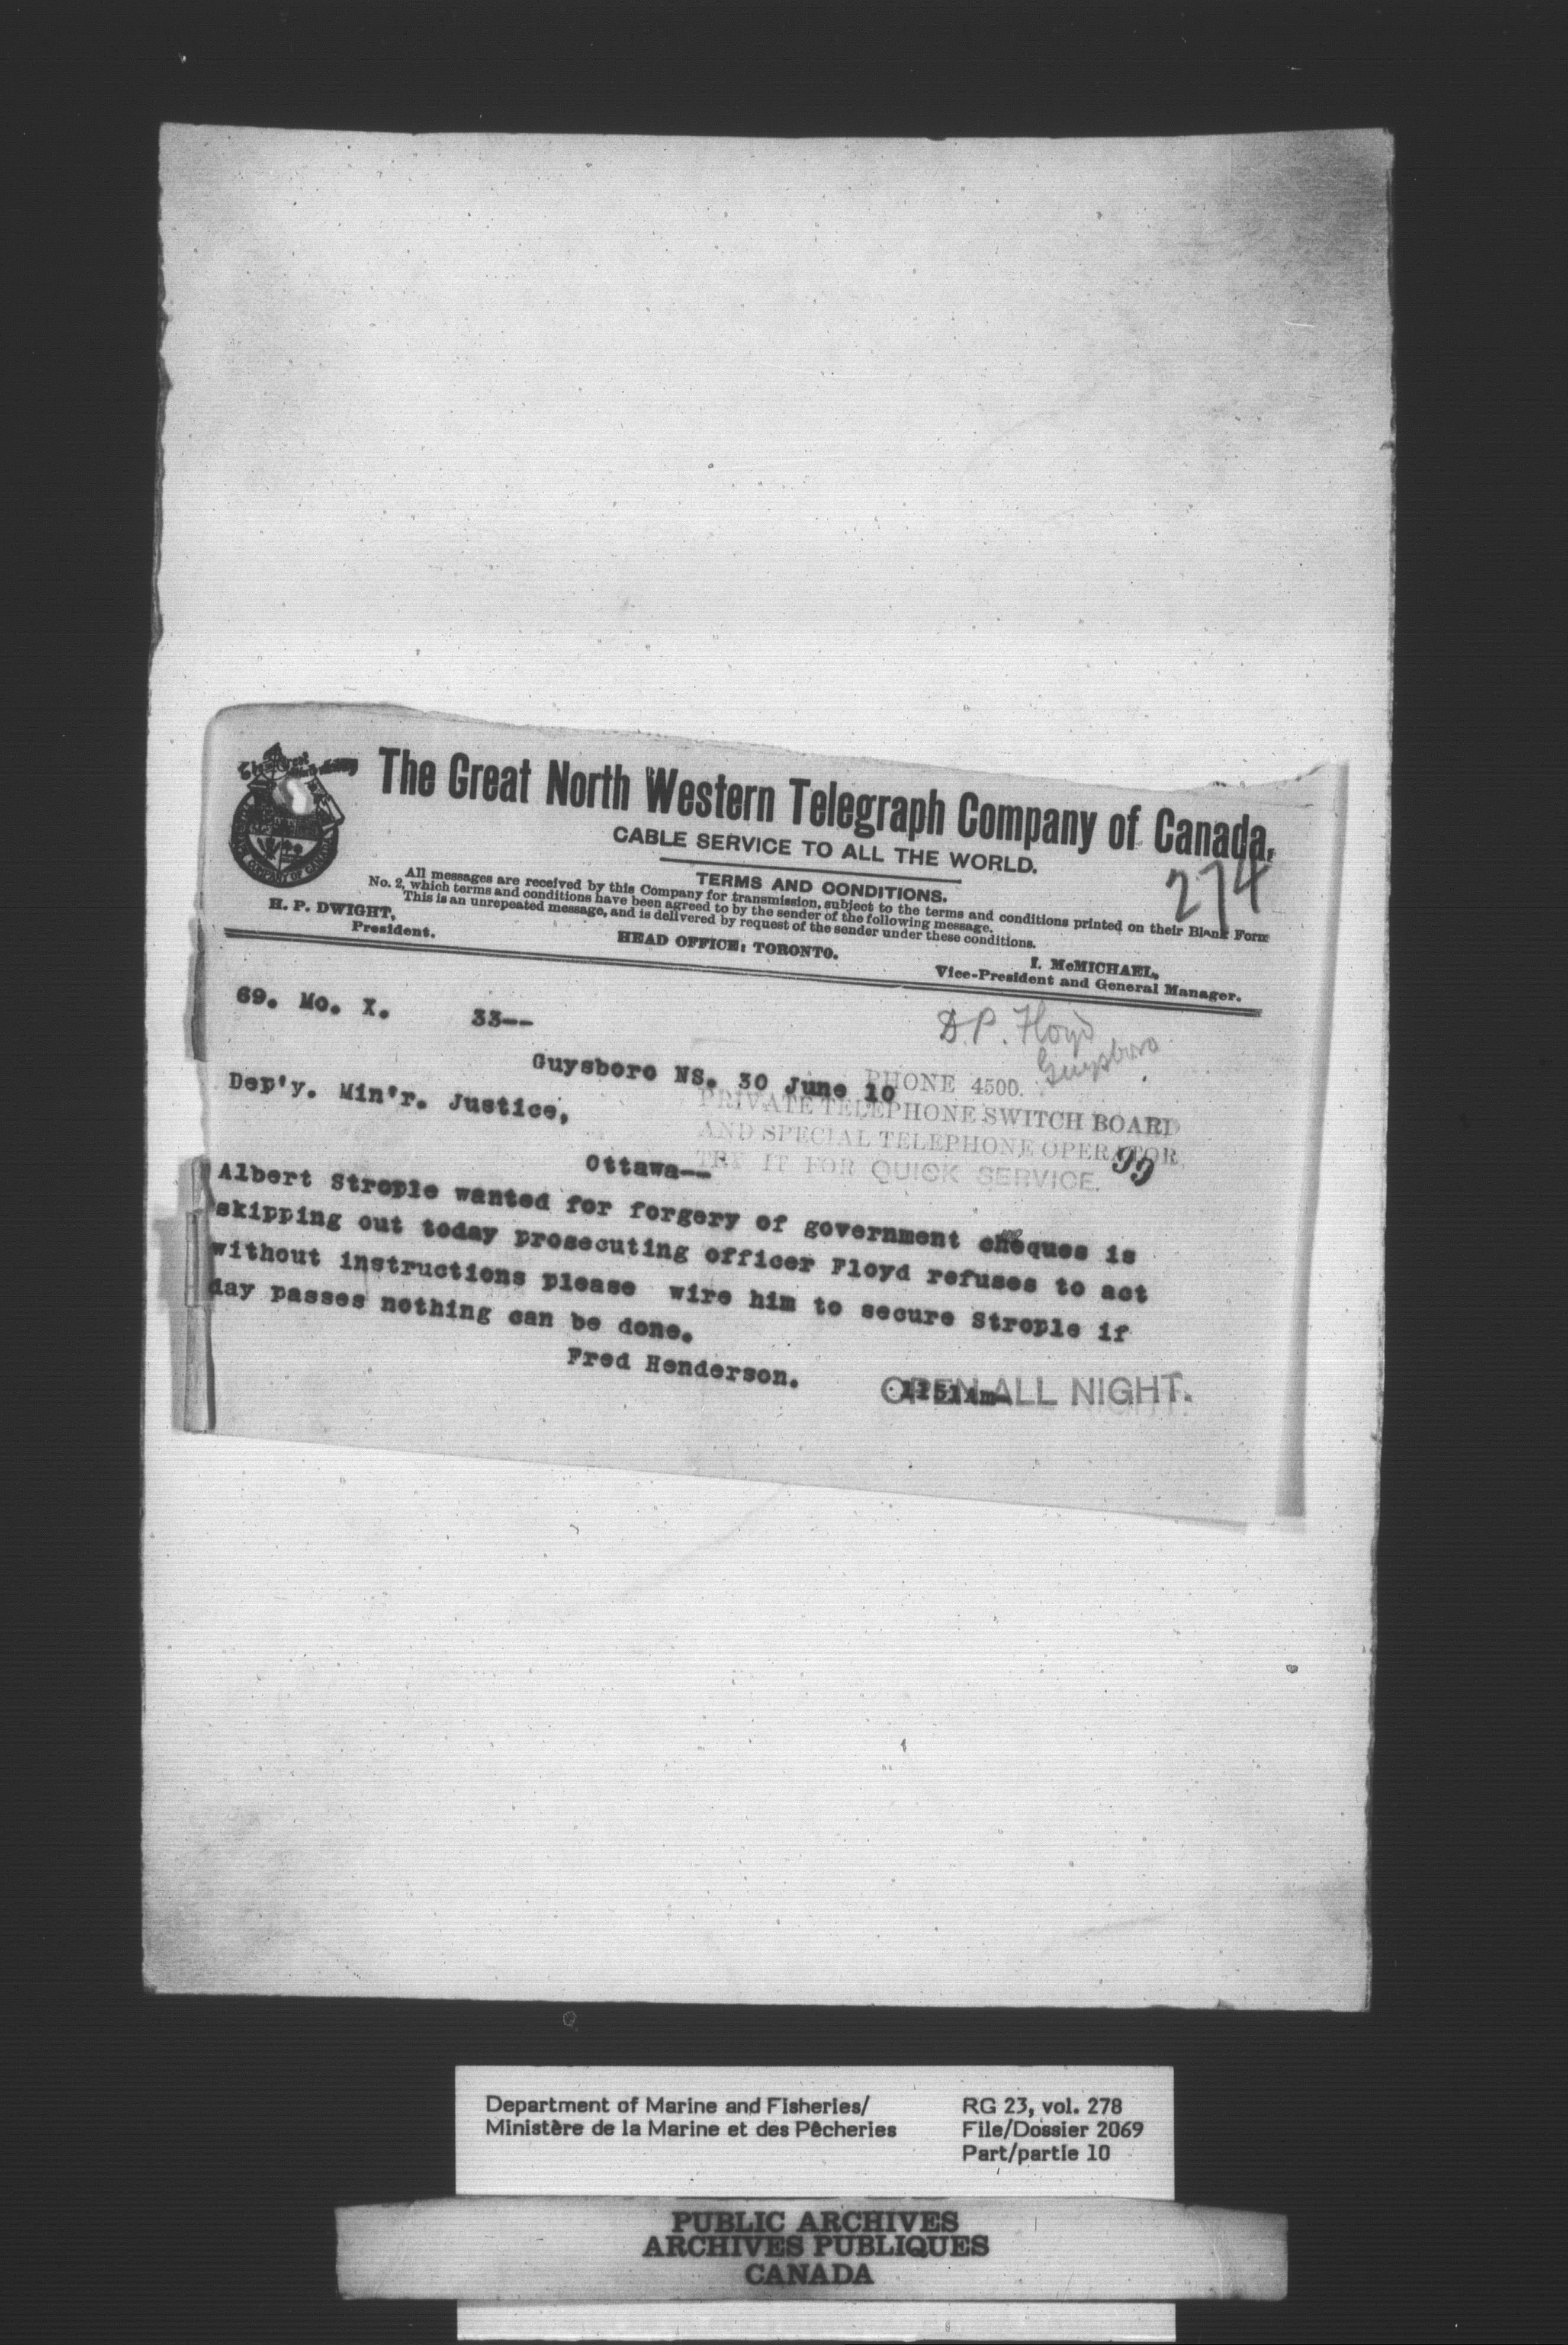 The Great North Western Telegraph Company of Canada.
CABLE SERVICE TO ALL THE WORLD.
274
TERMS AND CONDITIONS.
All messages are received by this Company for transmission, subject to the terms and conditions printed on their Blank Form
No. 2, which terms and conditions have been agreed to by the sender of the following message.
This is an unrepeated message, and is delivered by request of the sender under these conditions.
H. P. DWIGHT,
President.
HEAD OFFICE: TORONTO.
I. McMICHAEL,
Vice-President and General Manager.
69. Mo. X. 33--
D.P. Floyd
Guysboro
Guysboro NS. 30 June 10
PHONE 4500.
PRIVATE TELEPHONE SWITCH BOARD
AND SPECIAL TELEPHONE OPERATOR
TRY IT FOR QUICK SERVICE.
99
Dep'y. Min'r. Justice,
Ottawa--
Albert Strople wanted for forgery of government cheques is
skipping out today prosecuting officer Floyd refuses to act
without instructions please wire him to secure Strople if
day passes nothing can be done.
Fred Henderson.
1151Am-
OPEN ALL NIGHT.
Department of Marine and Fisheries/
Ministère de la Marine et des Pêcheries
RG 23, vol. 278
File/Dossier 2069
Part/partie 10
PUBLIC ARCHIVES
ARCHIVES PUBLIQUES
CANADA